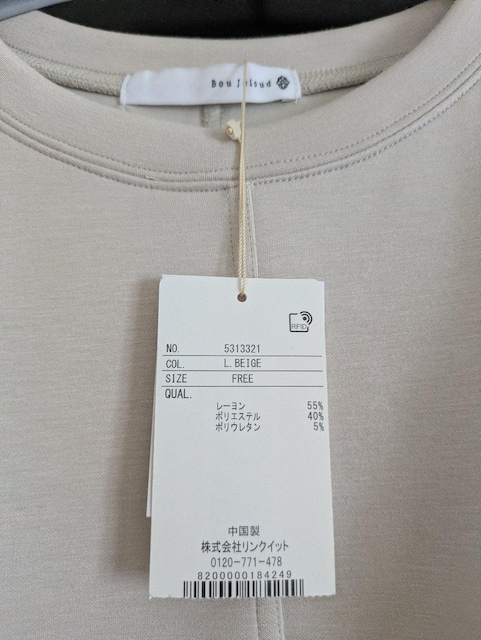 Bou Jeloud
RFID
NO. 5313321
COL. L.BEIGE
SIZE FREE
QUAL.
レーヨン 55%
ポリエステル 40%
ポリウレタン 5%
中国製
株式会社リンクイット
0120-771-478
8200000184249